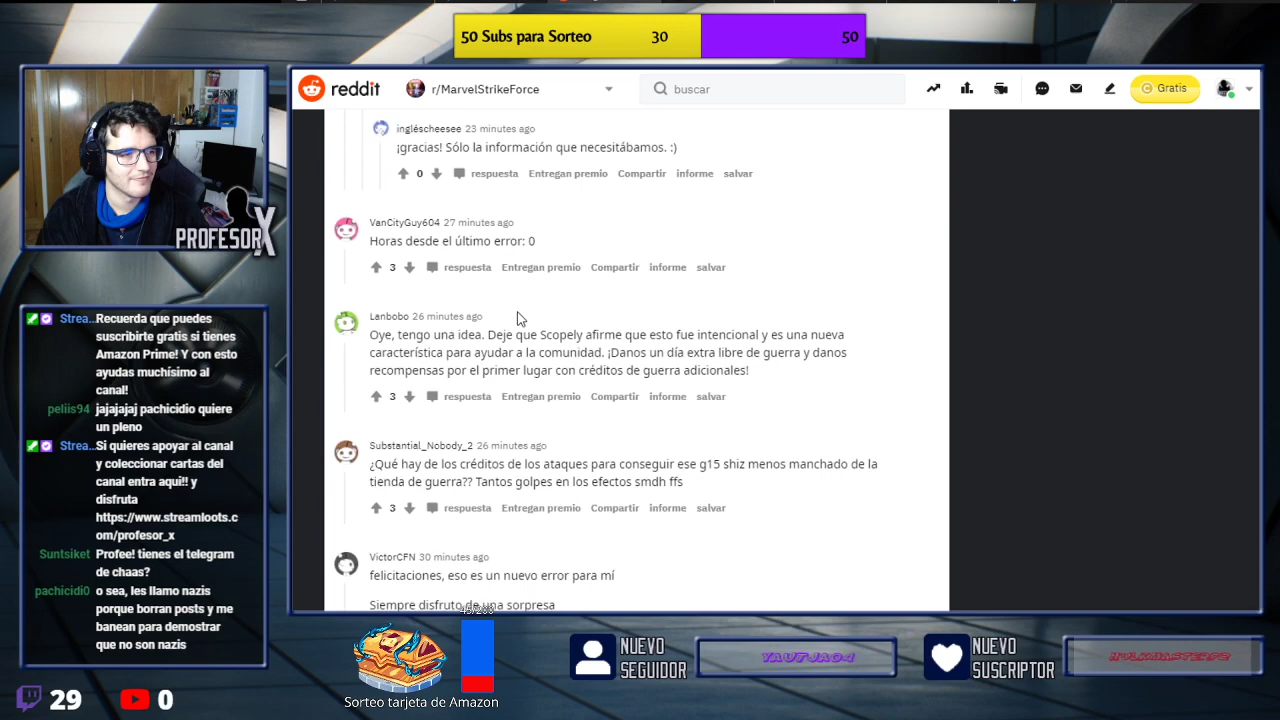 50 Subs para Sorteo 30 50
reddit r/MarvelStrikeForce buscar Gratis
ingléscheesee 23 minutes ago
¡gracias! Sólo la información que necesitábamos. :)
0 respuesta Entregan premio Compartir informe salvar
VanCityGuy604 27 minutes ago
Horas desde el último error: 0
3 respuesta Entregan premio Compartir informe salvar
Lanbobo 26 minutes ago
Oye, tengo una idea. Deje que Scopely afirme que esto fue intencional y es una nueva
característica para ayudar a la comunidad. ¡Danos un día extra libre de guerra y danos
recompensas por el primer lugar con créditos de guerra adicionales!
3 respuesta Entregan premio Compartir informe salvar
Substantial_Nobody_2 26 minutes ago
¿Qué hay de los créditos de los ataques para conseguir ese g15 shiz menos manchado de la
tienda de guerra?? Tantos golpes en los efectos smdh ffs
3 respuesta Entregan premio Compartir informe salvar
VictorCFN 30 minutes ago
felicitaciones, eso es un nuevo error para mí
Siempre disfruto de una sorpresa
PROFESOR X
Strea... Recuerda que puedes
suscribirte gratis si tienes
Amazon Prime! Y con esto
ayudas muchísimo al
canal!
peliis94 jajajajaj pachicidio quiere
un pleno
Strea... Si quieres apoyar al canal
y coleccionar cartas del
canal entra aqui!! y
disfruta
https://www.streamloots.c
om/profesor_x
Suntsiket Profee! tienes el telegram
de chaas?
pachicidi0 o sea, les llamo nazis
porque borran posts y me
banean para demostrar
que no son nazis
29 0
Sorteo tarjeta de Amazon
NUEVO
SEGUIDOR
YAUTJA04
NUEVO
SUSCRIPTOR